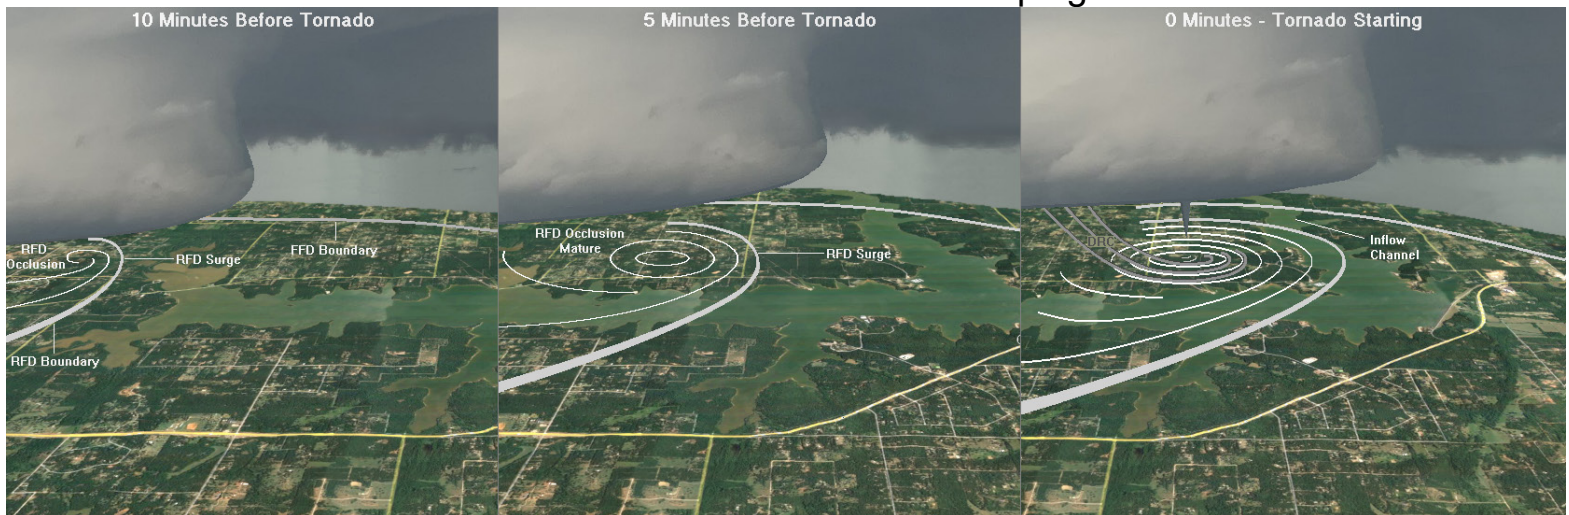 10 Minutes Before Tornado
RFD
Occlusion
RFD Surge
FFD Boundary
RFD Boundary
5 Minutes Before Tornado
RFD Occlusion
Mature
RFD Surge
0 Minutes - Tornado Starting
DRC
Inflow
Channel